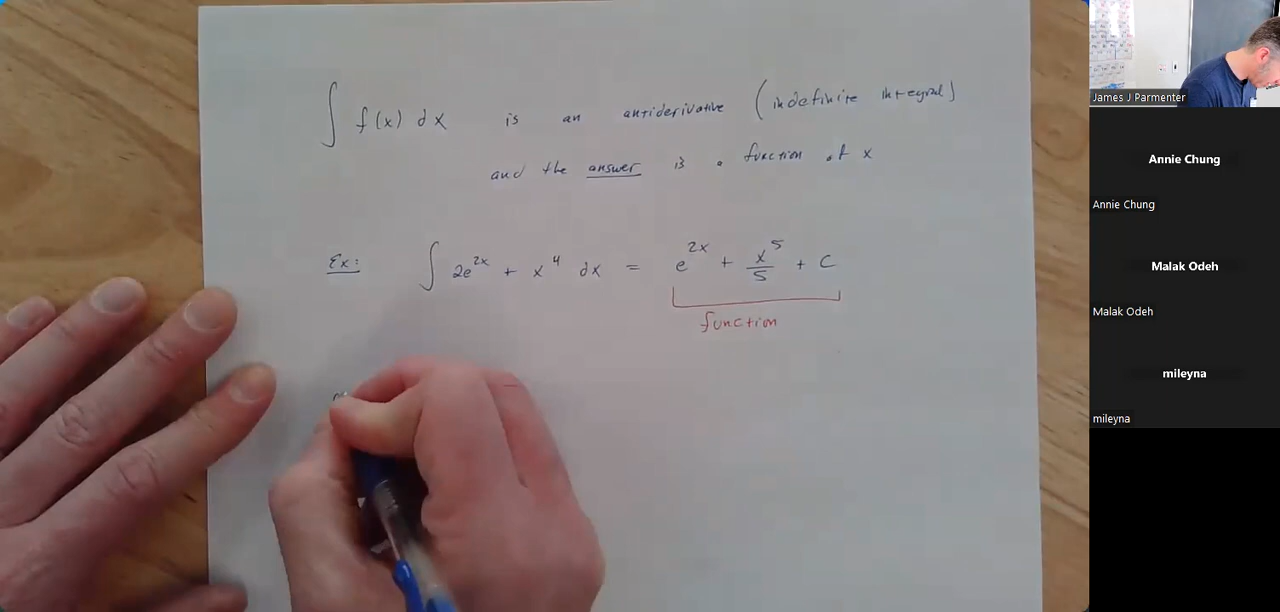 ∫ f(x) dx is an antiderivative (indefinite integral)
and the answer is a function of x
Ex: ∫ 2e^{2x} + x^4 dx = e^{2x} + x^5/5 + C
function
James J Parmenter
Annie Chung
Annie Chung
Malak Odeh
Malak Odeh
mileyna
mileyna